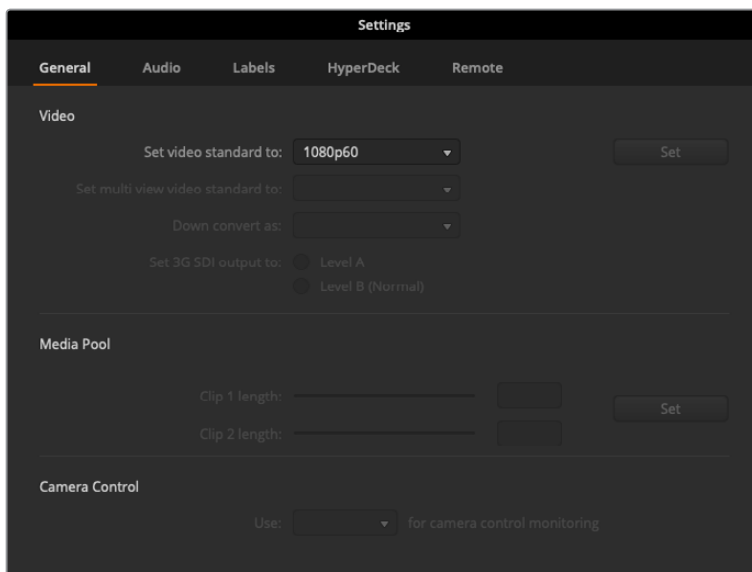 Settings
General Audio Labels HyperDeck Remote
Video
Set video standard to: 1080p60 Set
Set multi view video standard to:
Down convert as:
Set 3G SDI output to: Level A
Level B (Normal)
Media Pool
Clip 1 length:
Set
Clip 2 length:
Camera Control
Use: for camera control monitoring